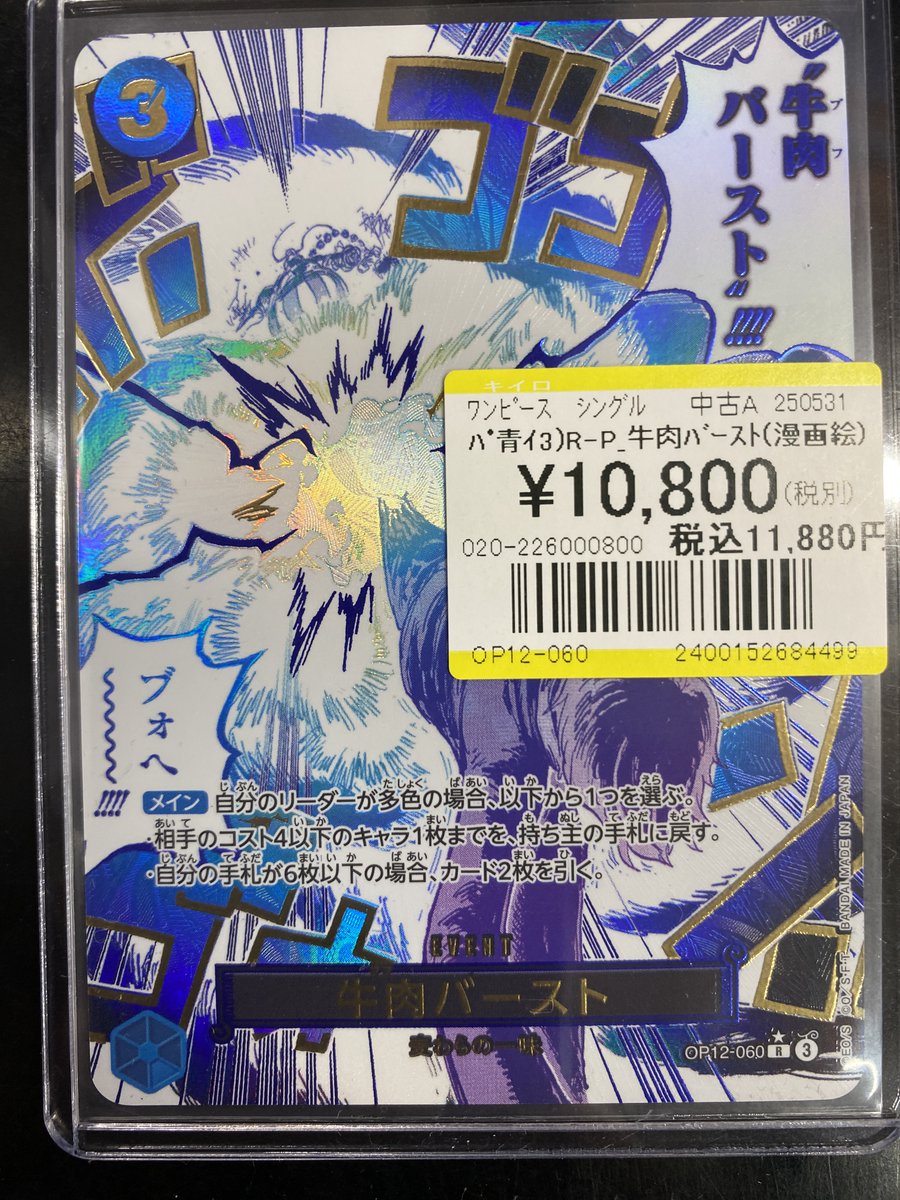 3
ゴゴ
"牛肉
ブフ
バースト"!!!!
キイロ
ワンピース シングル 中古A 250531
パ青イ3)R-P_牛肉バースト(漫画絵)
¥10,800(税別)
020-226000800 税込11,880円
OP12-060 2400152684499
ブォへ
!!!!
メイン 自分のリーダーが多色の場合、以下から1つを選ぶ。
・相手のコスト4以下のキャラ1枚までを、持ち主の手札に戻す。
・自分の手札が6枚以下の場合、カード2枚を引く。
EVENT
牛肉バースト
麦わらの一味
OP12-060 R 3
BANDAI MADE IN JAPAN